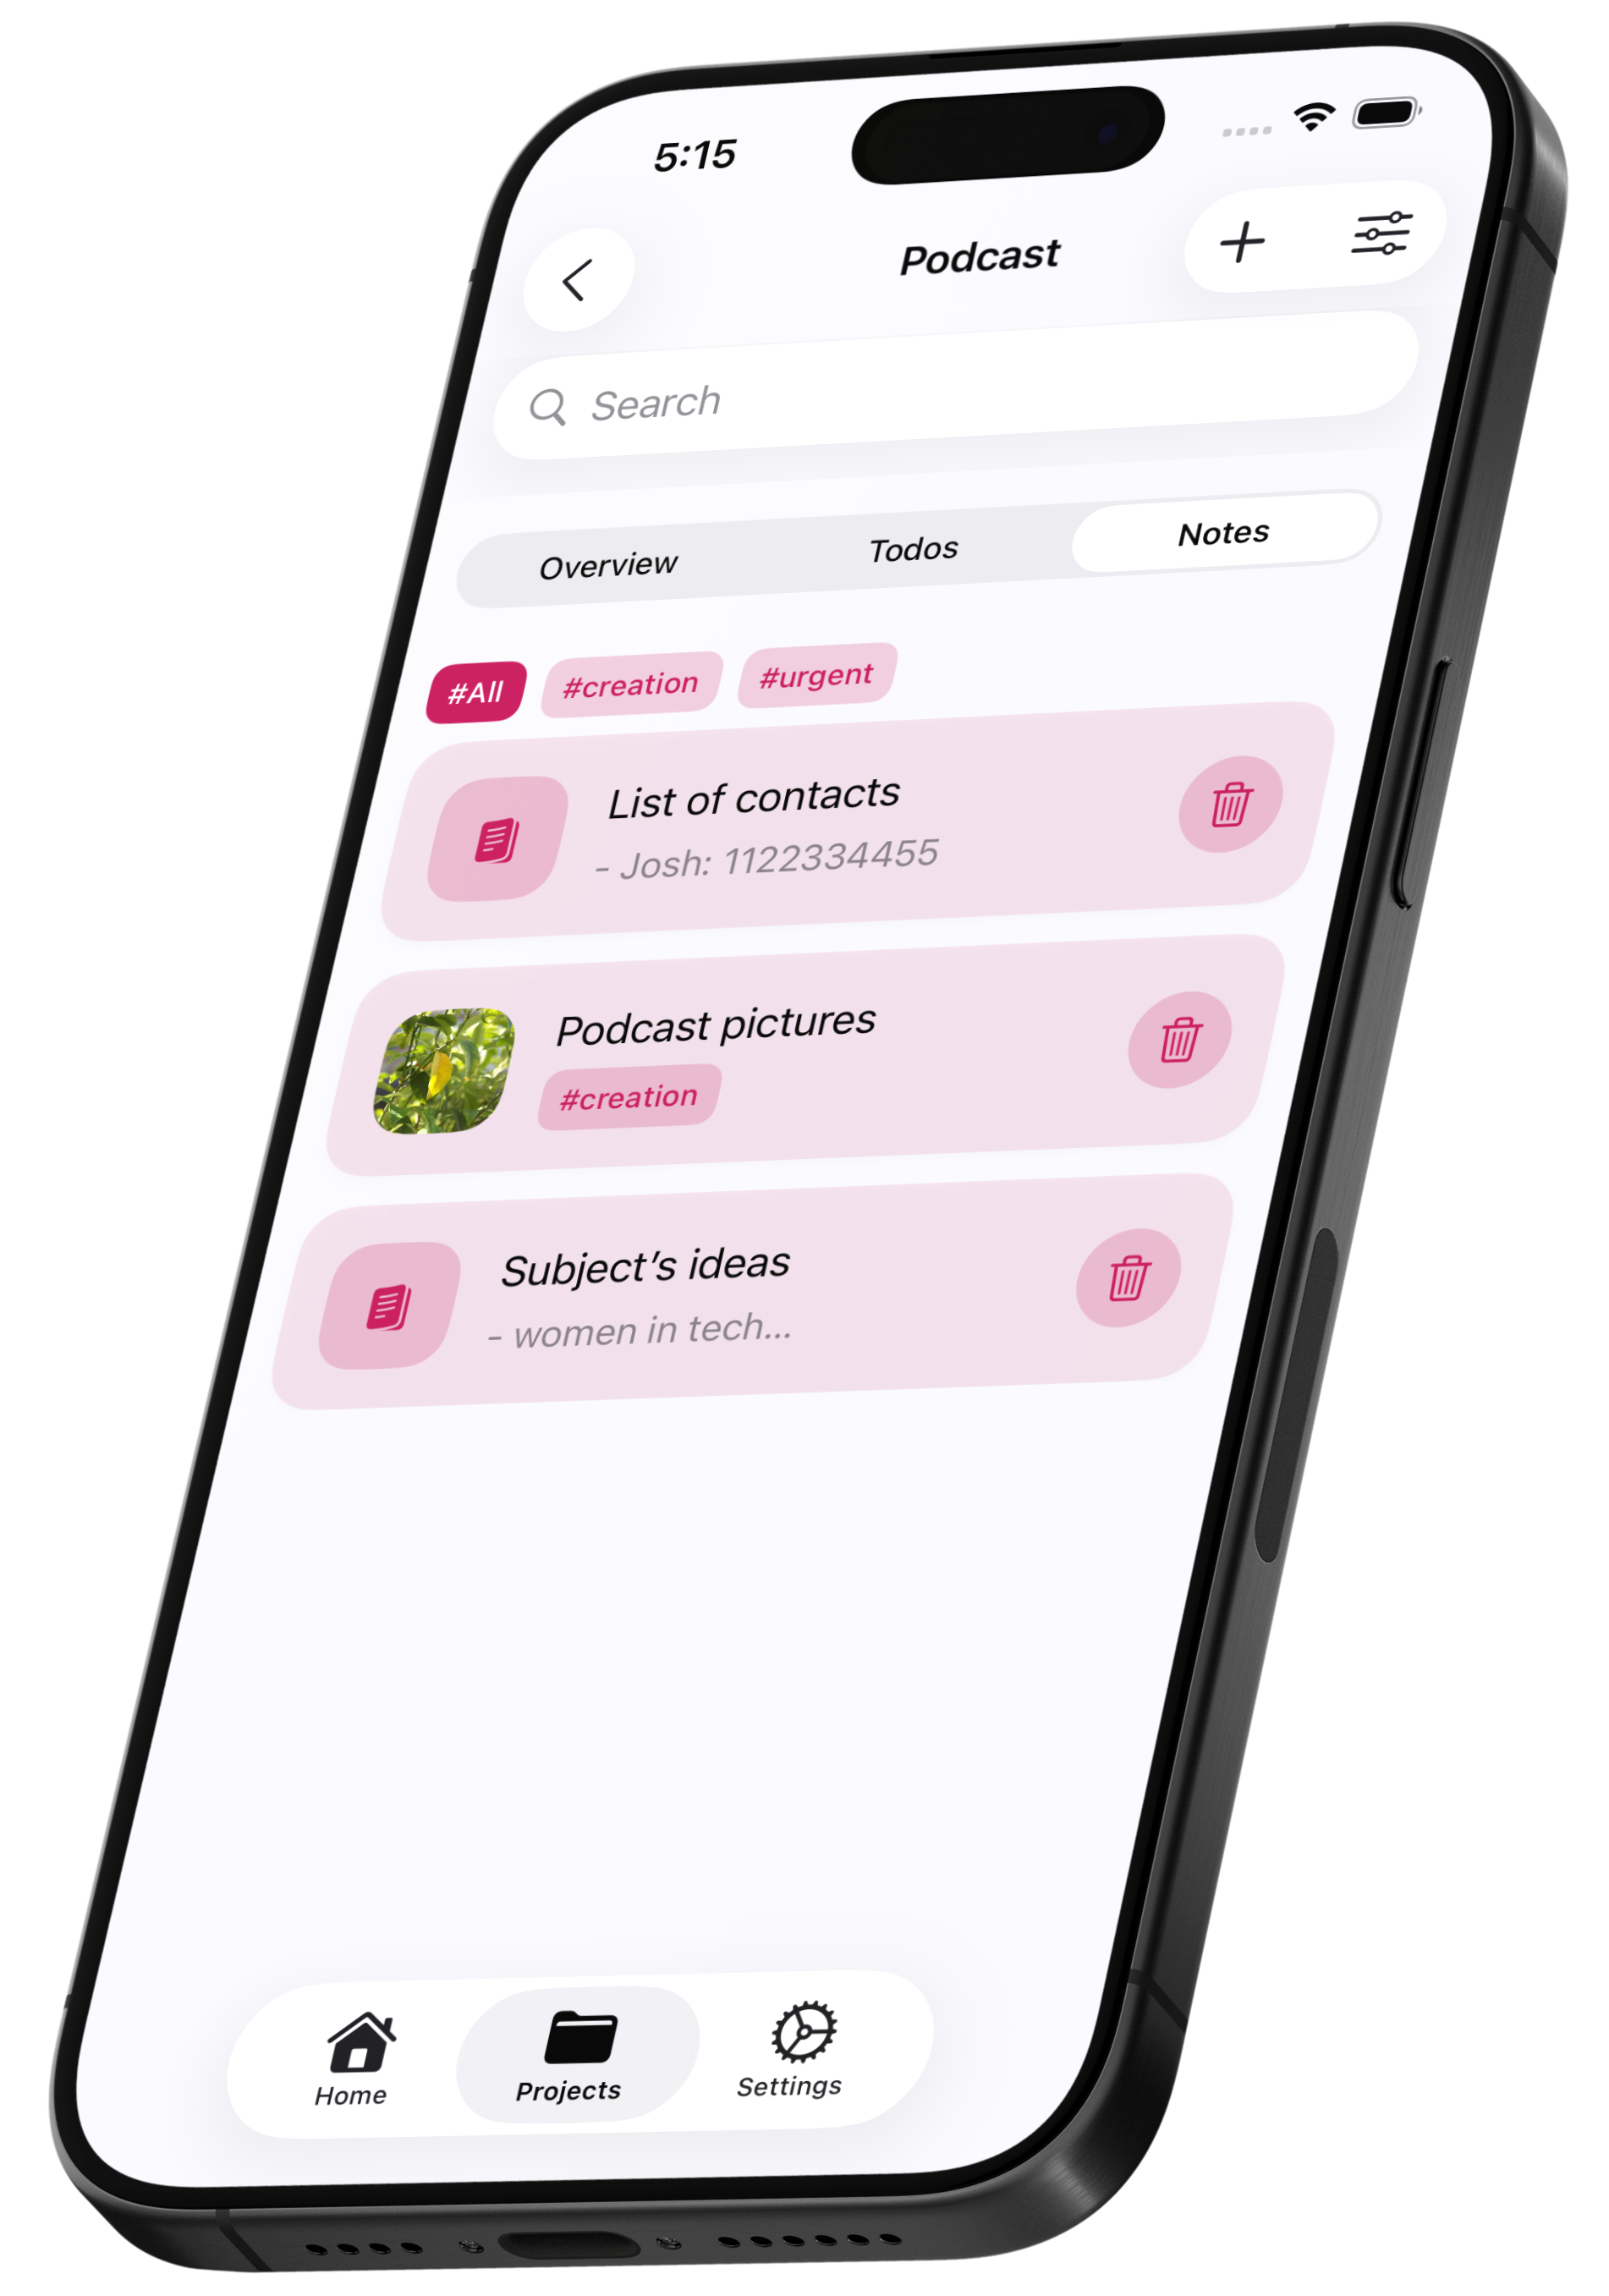 5:15
Podcast
Search
Overview Todos Notes
#All #creation #urgent
List of contacts
- Josh: 1122334455
Podcast pictures
#creation
Subject's ideas
- women in tech...
Home Projects Settings